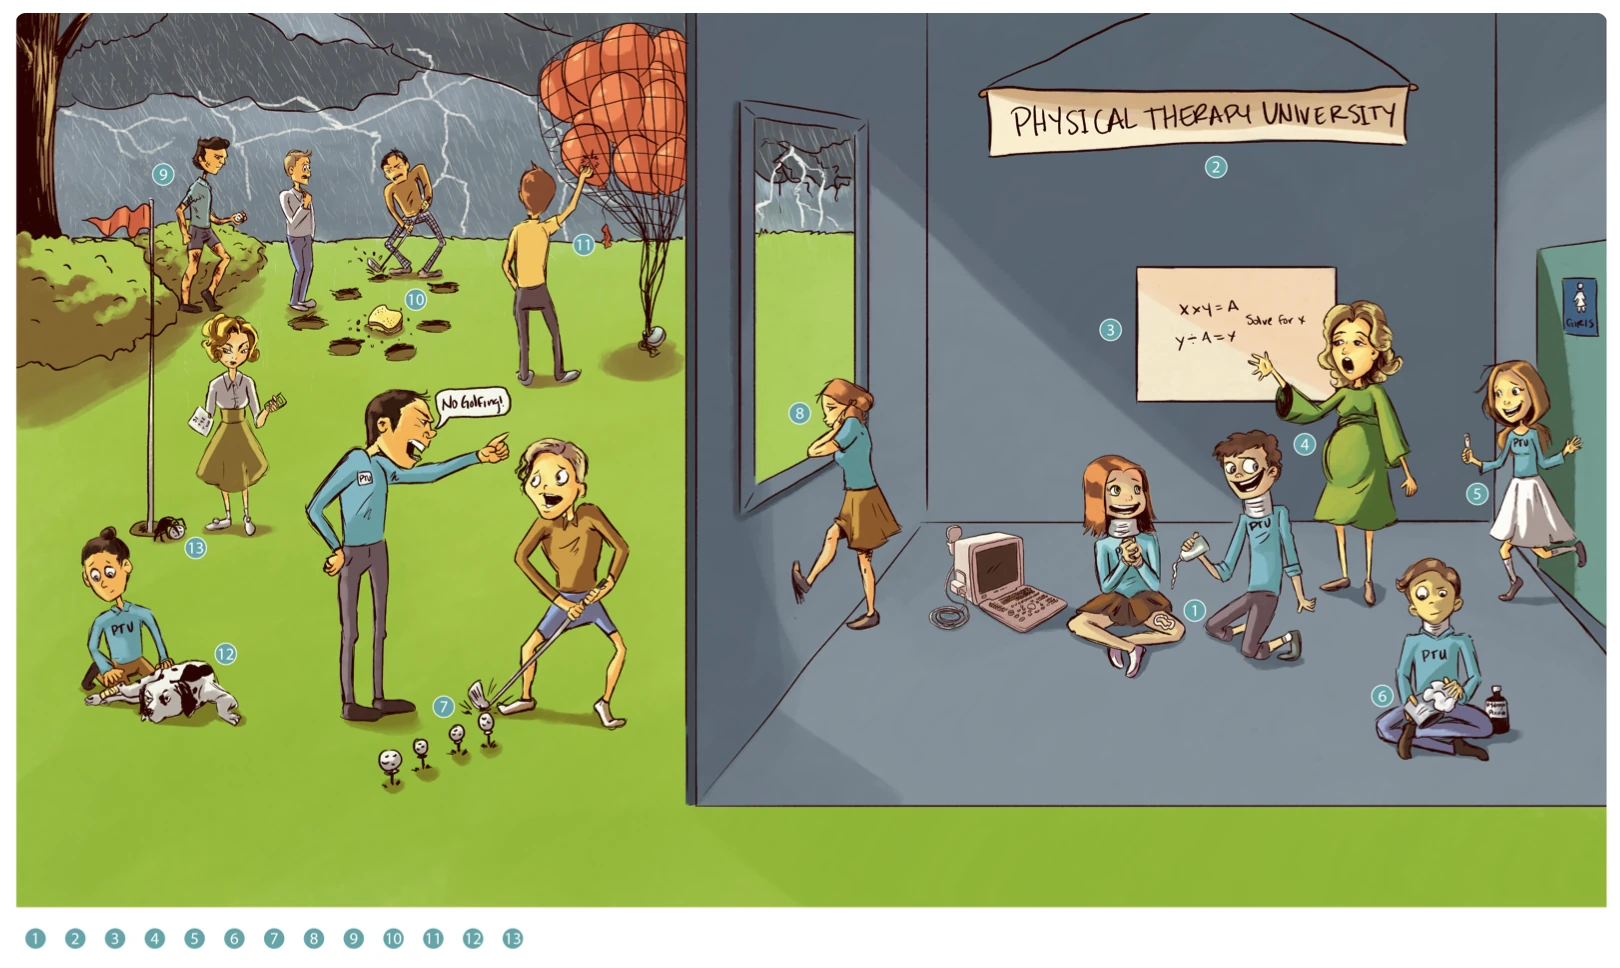 PHYSICAL THERAPY UNIVERSITY
2
9
11
10
3
x x y = A
Solve for x
y ÷ A = x
GIRLS
No Golfing!
PTU
8
4
PTU
5
PTU
13
PTU
12
1
7
PTU
6
1 2 3 4 5 6 7 8 9 10 11 12 13